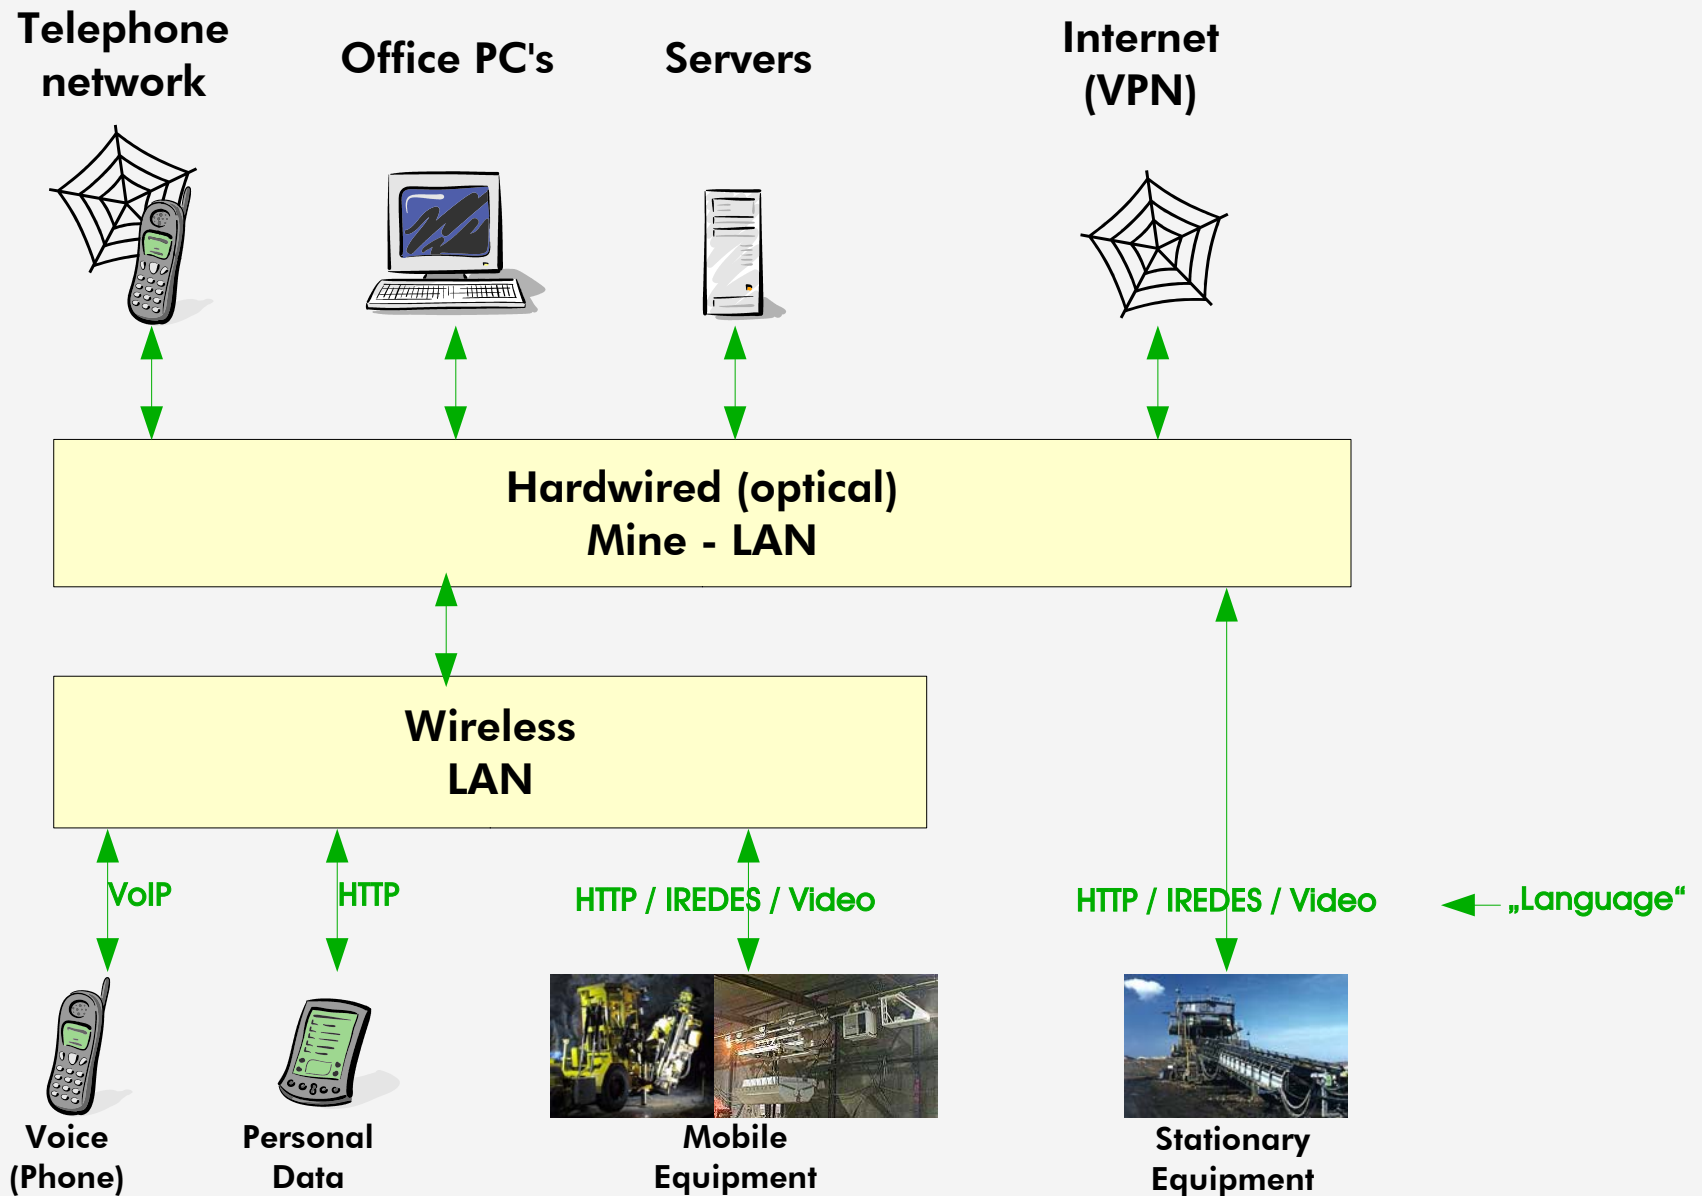 Telephone
network
Office PC's
Servers
Internet
(VPN)
Hardwired (optical)
Mine - LAN
Wireless
LAN
VoIP
HTTP
HTTP / IREDES / Video
HTTP / IREDES / Video
„Language“
Voice
(Phone)
Personal
Data
Mobile
Equipment
Stationary
Equipment